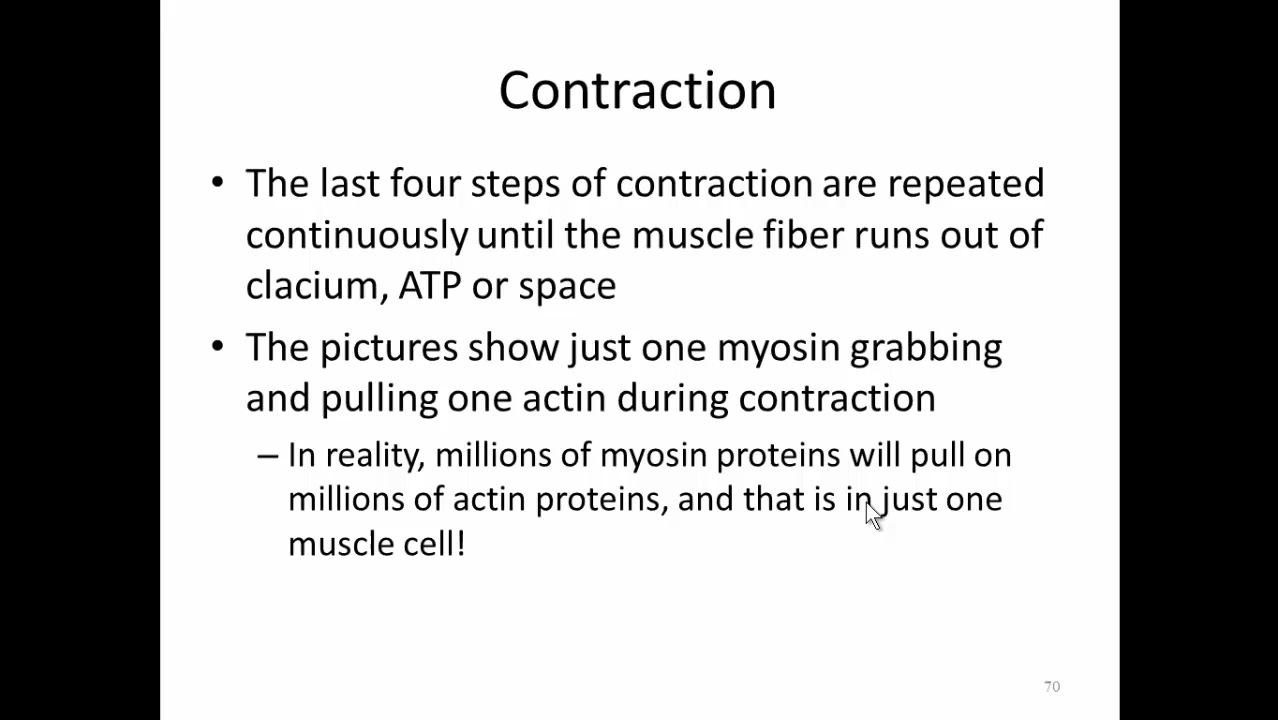 Contraction
• The last four steps of contraction are repeated
continuously until the muscle fiber runs out of
clacium, ATP or space
• The pictures show just one myosin grabbing
and pulling one actin during contraction
– In reality, millions of myosin proteins will pull on
millions of actin proteins, and that is in just one
muscle cell!
70